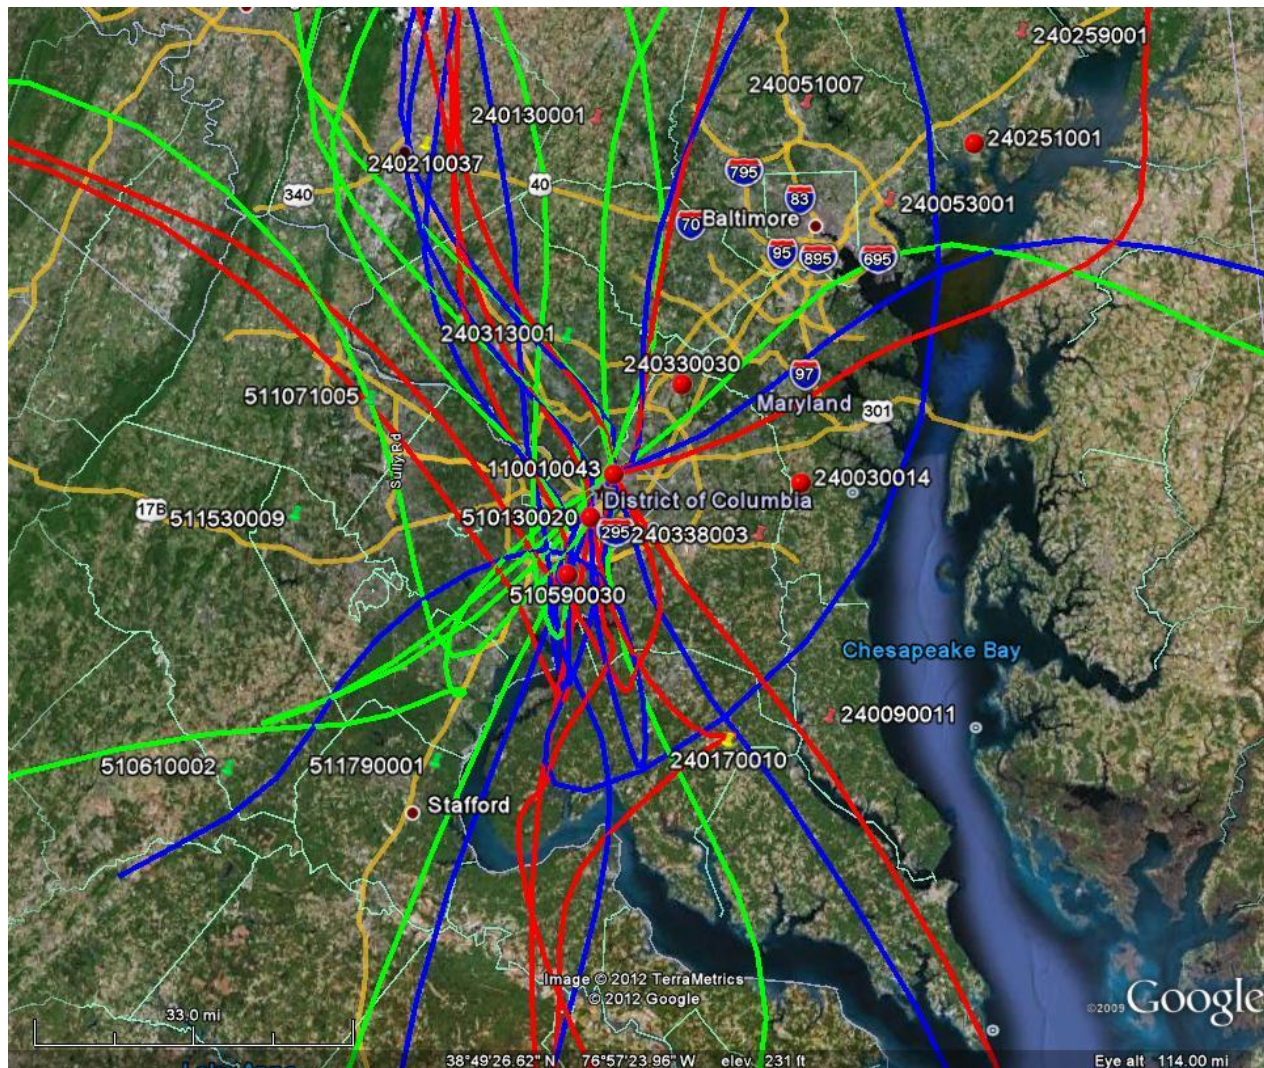 240259001
240051007
240130001
240251001
240210037
795
40
340
83
240053001
70
Baltimore
95
895
695
240313001
240330030
97
511071005
Maryland
301
Sully Rd
110010043
240030014
District of Columbia
17B
511530009
510130020
295
240338003
510590030
Chesapeake Bay
240090011
510610002
511790001
240170010
Stafford
Image © 2012 TerraMetrics
© 2012 Google
©2009 Google
33.0 mi
38°49'26.62" N 76°57'23.96" W elev 231 ft
Eye alt 114.00 mi